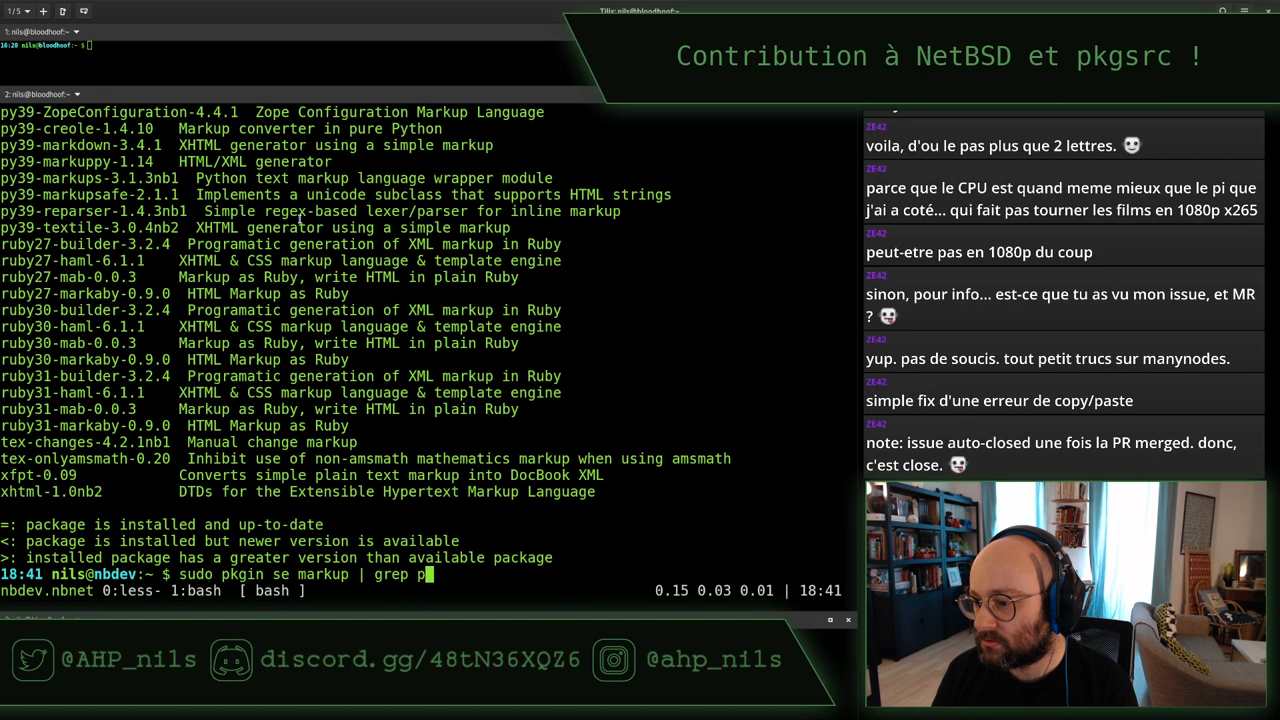 1/5
Tilix: nils@bloodhoof:~
1: nils@bloodhoof:~
16:20 nils@bloodhoof:~ $
Contribution à NetBSD et pkgsrc !
2: nils@bloodhoof:~
py39-ZopeConfiguration-4.4.1  Zope Configuration Markup Language
py39-creole-1.4.10   Markup converter in pure Python
py39-markdown-3.4.1  XHTML generator using a simple markup
py39-markuppy-1.14   HTML/XML generator
py39-markups-3.1.3nb1  Python text markup language wrapper module
py39-markupsafe-2.1.1  Implements a unicode subclass that supports HTML strings
py39-reparser-1.4.3nb1  Simple regex-based lexer/parser for inline markup
py39-textile-3.0.4nb2  XHTML generator using a simple markup
ruby27-builder-3.2.4  Programatic generation of XML markup in Ruby
ruby27-haml-6.1.1    XHTML & CSS markup language & template engine
ruby27-mab-0.0.3     Markup as Ruby, write HTML in plain Ruby
ruby27-markaby-0.9.0  HTML Markup as Ruby
ruby30-builder-3.2.4  Programatic generation of XML markup in Ruby
ruby30-haml-6.1.1    XHTML & CSS markup language & template engine
ruby30-mab-0.0.3     Markup as Ruby, write HTML in plain Ruby
ruby30-markaby-0.9.0  HTML Markup as Ruby
ruby31-builder-3.2.4  Programatic generation of XML markup in Ruby
ruby31-haml-6.1.1    XHTML & CSS markup language & template engine
ruby31-mab-0.0.3     Markup as Ruby, write HTML in plain Ruby
ruby31-markaby-0.9.0  HTML Markup as Ruby
tex-changes-4.2.1nb1  Manual change markup
tex-onlyamsmath-0.20  Inhibit use of non-amsmath mathematics markup when using amsmath
xfpt-0.09            Converts simple plain text markup into DocBook XML
xhtml-1.0nb2         DTDs for the Extensible Hypertext Markup Language
=: package is installed and up-to-date
<: package is installed but newer version is available
>: installed package has a greater version than available package
18:41 nils@nbdev:~ $ sudo pkgin se markup | grep p
nbdev.nbnet 0:less- 1:bash  [ bash ]  0.15 0.03 0.01 | 18:41
ZE42
voila, d'ou le pas plus que 2 lettres.
ZE42
parce que le CPU est quand meme mieux que le pi que
j'ai a coté... qui fait pas tourner les films en 1080p x265
ZE42
peut-etre pas en 1080p du coup
ZE42
sinon, pour info... est-ce que tu as vu mon issue, et MR
?
ZE42
yup. pas de soucis. tout petit trucs sur manynodes.
ZE42
simple fix d'une erreur de copy/paste
ZE42
note: issue auto-closed une fois la PR merged. donc,
c'est close.
@AHP_nils
discord.gg/48tN36XQZ6
@ahp_nils